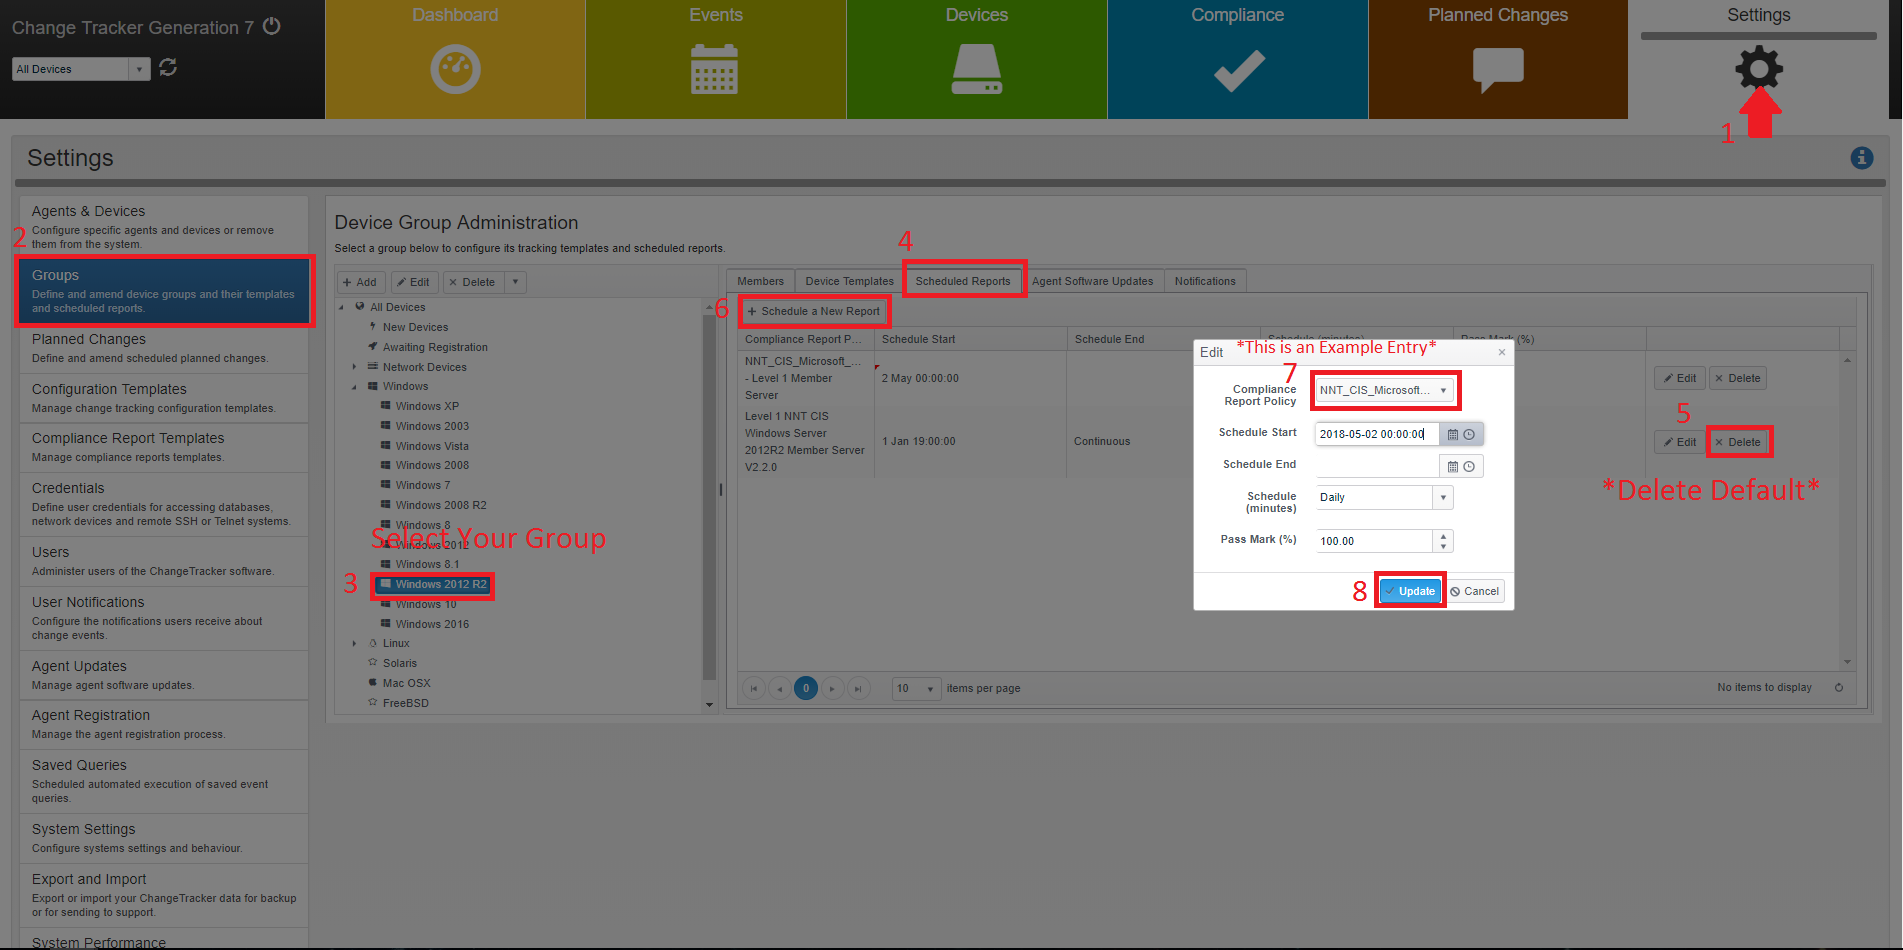 Change Tracker Generation 7
All Devices
Dashboard
Events
Devices
Compliance
Planned Changes
Settings
1
Settings
Agents & Devices
Configure specific agents and devices or remove
them from the system.
2
Groups
Define and amend device groups and their templates
and scheduled reports.
Planned Changes
Define and amend scheduled planned changes.
Configuration Templates
Manage change tracking configuration templates.
Compliance Report Templates
Manage compliance reports templates.
Credentials
Define user credentials for accessing databases,
network devices and remote SSH or Telnet systems.
Users
Administer users of the ChangeTracker software.
User Notifications
Configure the notifications users receive about
change events.
Agent Updates
Manage agent software updates.
Agent Registration
Manage the agent registration process.
Saved Queries
Scheduled automated execution of saved event
queries.
System Settings
Configure systems settings and behaviour.
Export and Import
Export or import your ChangeTracker data for backup
or for sending to support.
System Performance
Device Group Administration
Select a group below to configure its tracking templates and scheduled reports.
Add
Edit
Delete
All Devices
New Devices
Awaiting Registration
Network Devices
Windows
Windows XP
Windows 2003
Windows Vista
Windows 2008
Windows 7
Windows 2008 R2
Windows 8
Windows 2012
Select Your Group
Windows 8.1
3
Windows 2012 R2
Windows 10
Windows 2016
Linux
Solaris
Mac OSX
FreeBSD
4
Members
Device Templates
Scheduled Reports
Agent Software Updates
Notifications
6
Schedule a New Report
Compliance Report P...
Schedule Start
Schedule End
Schedule (minutes)
Pass Mark (%)
NNT_CIS_Microsoft_...
- Level 1 Member
Server
2 May 00:00:00
Edit
Delete
Level 1 NNT CIS
Windows Server
2012R2 Member Server
V2.2.0
1 Jan 19:00:00
Continuous
5
Edit
Delete
*Delete Default*
Edit
*This is an Example Entry*
7
Compliance
Report Policy
NNT_CIS_Microsoft...
Schedule Start
2018-05-02 00:00:00
Schedule End
Schedule
(minutes)
Daily
Pass Mark (%)
100.00
8
Update
Cancel
0
10
items per page
No items to display